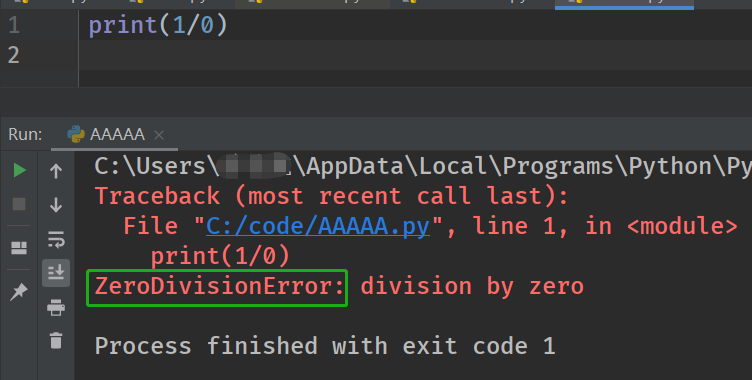 1 print(1/0)
2
Run: AAAAA
C:\Users\ \AppData\Local\Programs\Python\Py
Traceback (most recent call last):
File "C:/code/AAAAA.py", line 1, in <module>
print(1/0)
ZeroDivisionError: division by zero
Process finished with exit code 1